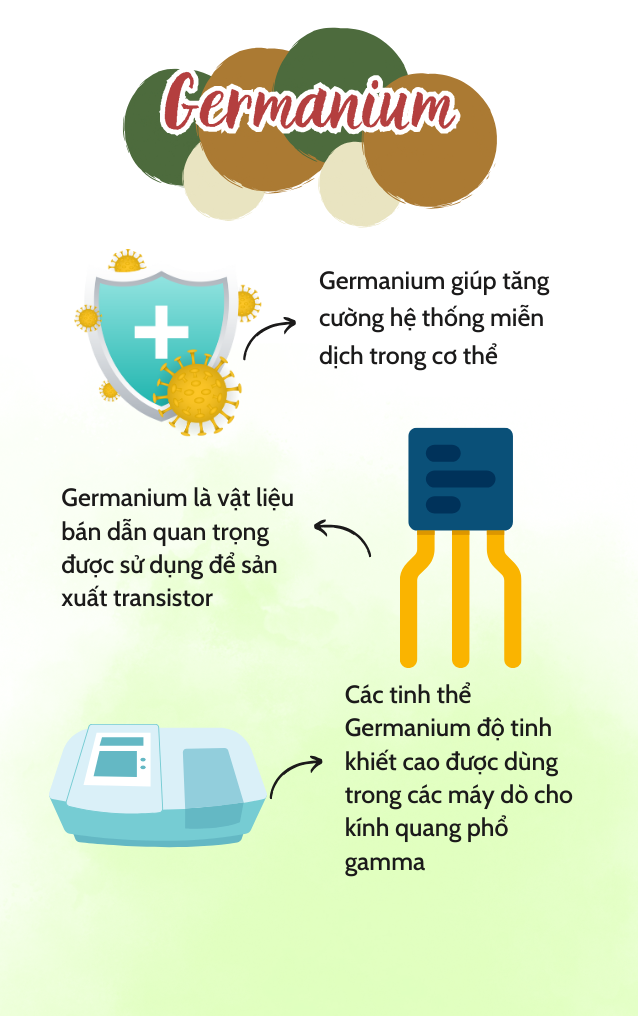 Germanium
Germanium giúp tăng
cường hệ thống miễn
dịch trong cơ thể
Germanium là vật liệu
bán dẫn quan trọng
được sử dụng để sản
xuất transistor
Các tinh thể
Germanium độ tinh
khiết cao được dùng
trong các máy dò cho
kính quang phổ
gamma